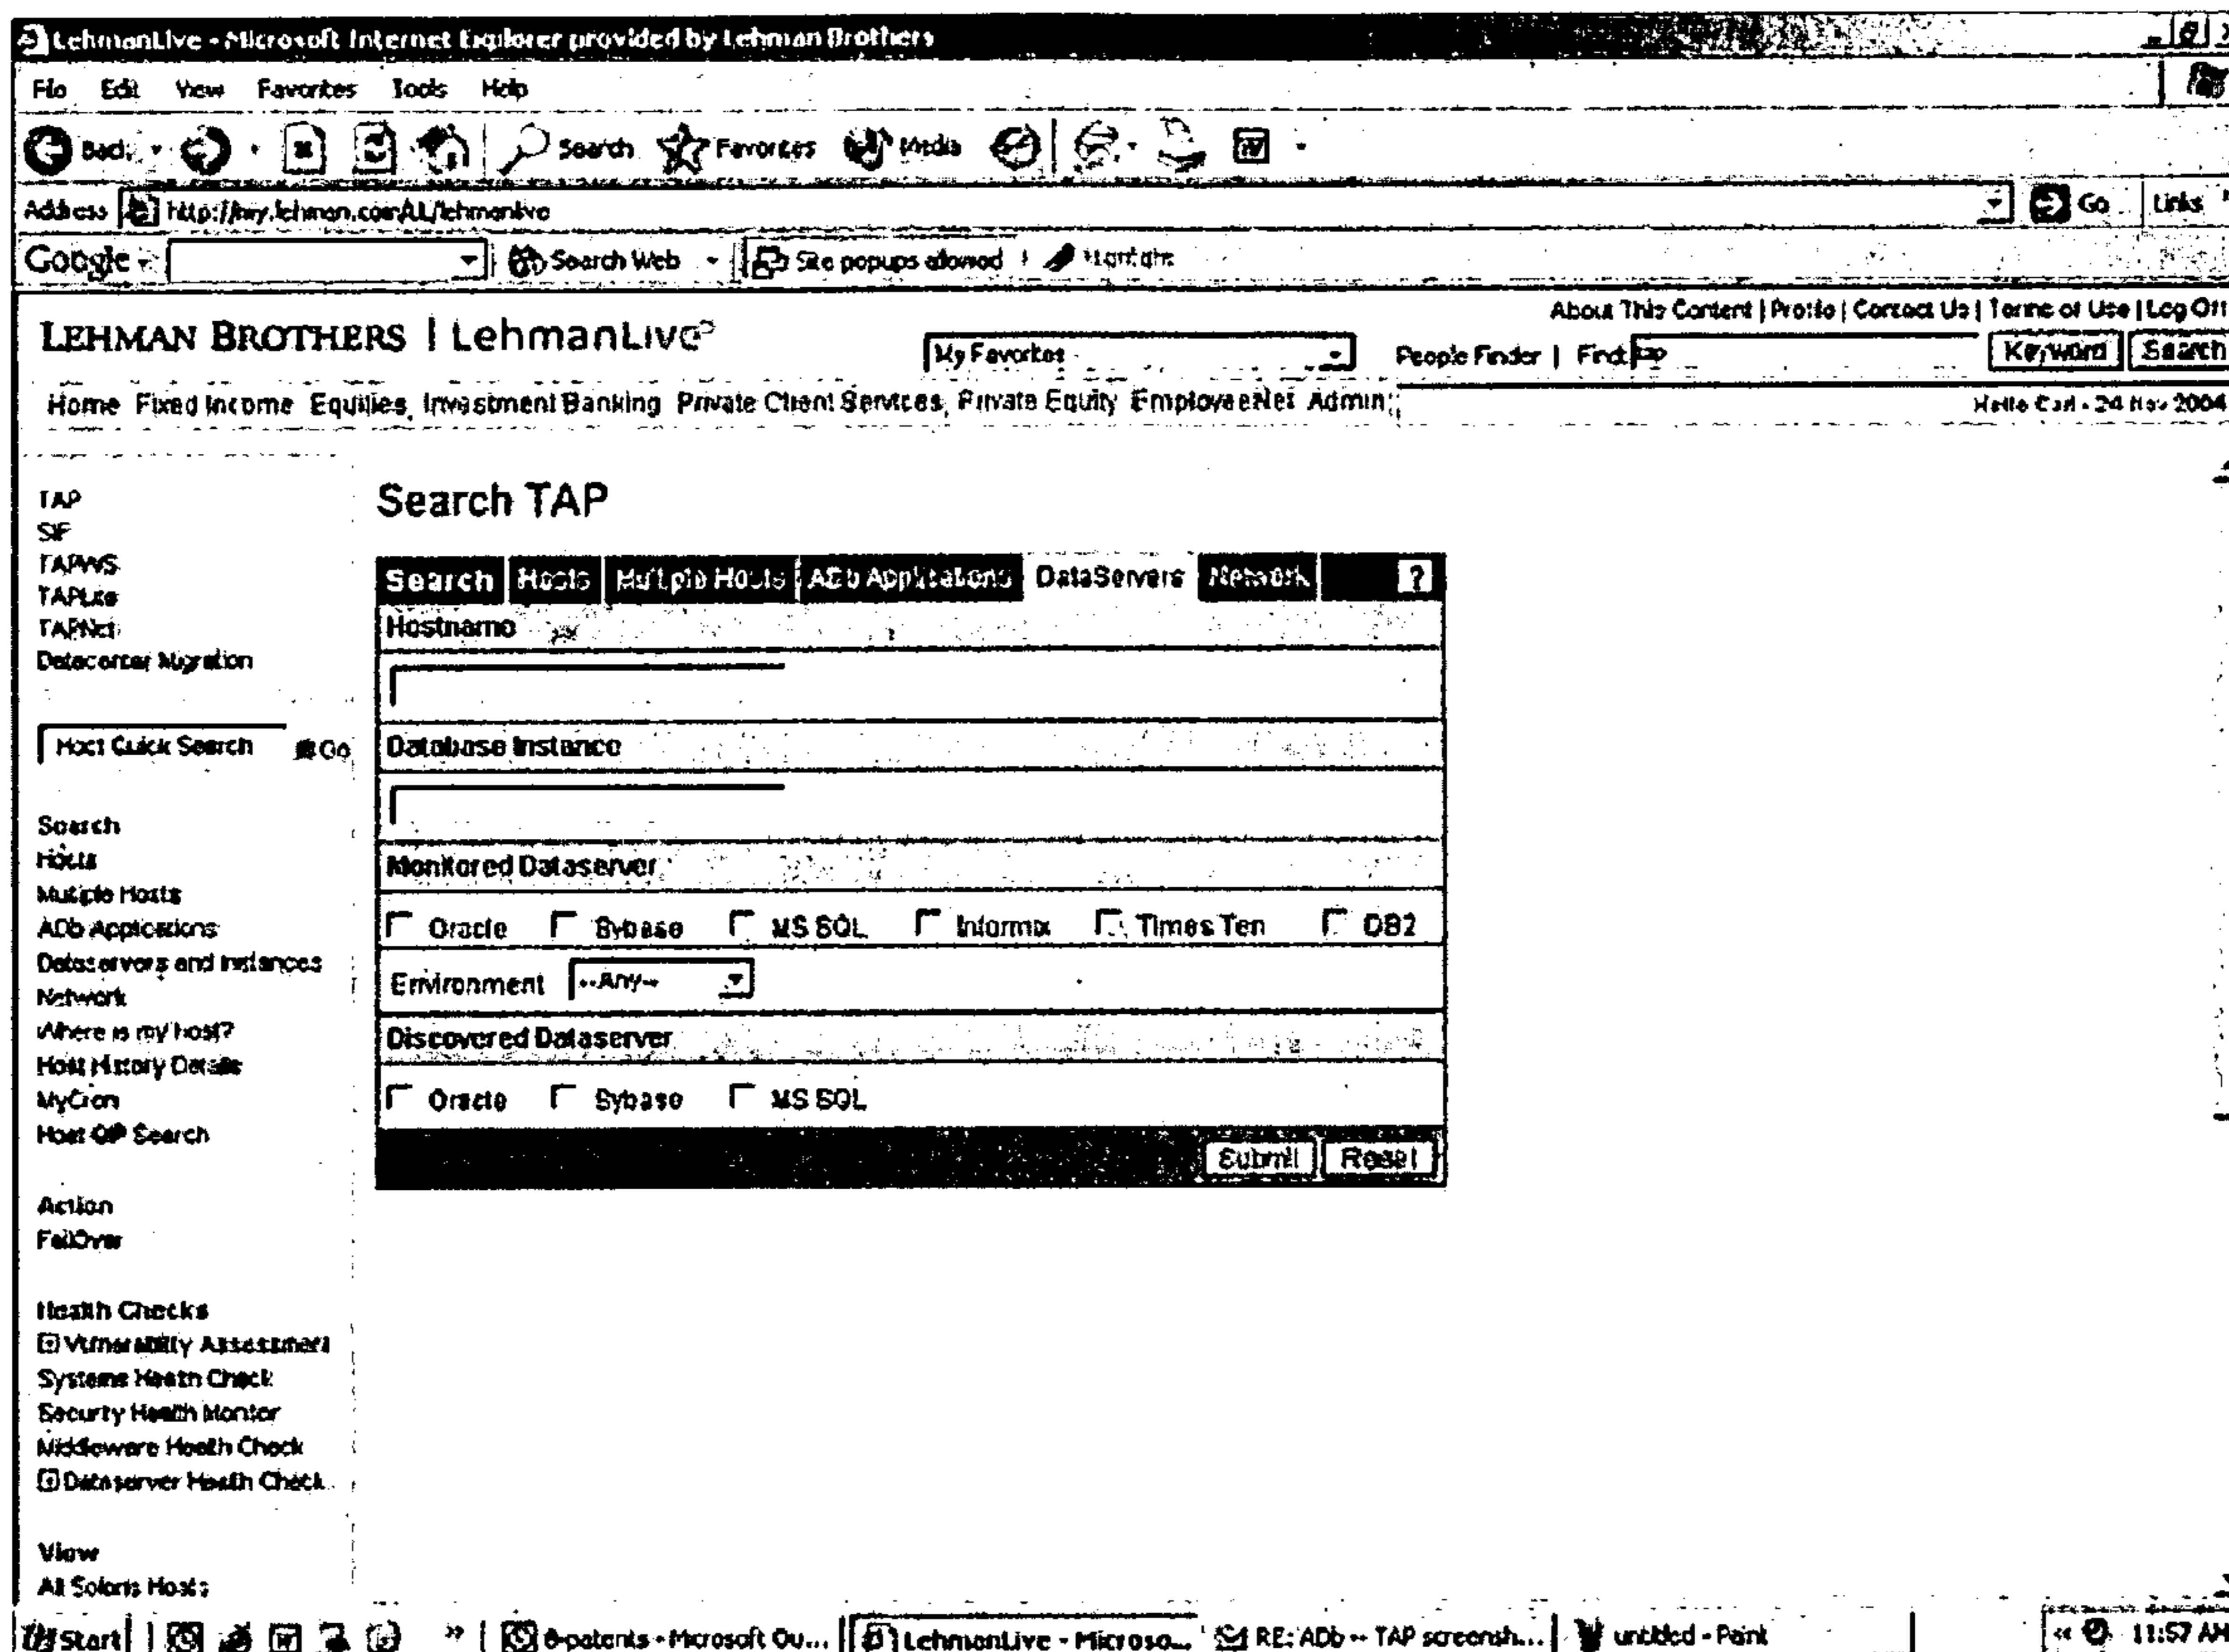 LehmanLive - Microsoft Internet Explorer provided by Lehman Brothers
File Edit View Favorites Tools Help
Back Search Favorites Media
Address http://live.lehman.com/LL/lehmanlive Go Links
Google Search Web Site popups allowed Highlight
About This Content | Profile | Contact Us | Terms of Use | Log Off
LEHMAN BROTHERS | LehmanLive
My Favorites People Finder | Find tap Keyword Search
Home Fixed Income Equities Investment Banking Private Client Services Private Equity EmployeeNet Admin
Hello Carl - 24 Nov 2004
TAP
SIF
TAPWS
TAPLite
TAPNet
Datacenter Migration
Host Quick Search Go
Search
Hosts
Multiple Hosts
ADb Applications
Dataservers and Instances
Network
Where is my host?
Host History Details
MyCron
Host QIP Search
Action
FailOver
Health Checks
Vulnerability Assessment
Systems Health Check
Security Health Monitor
Middleware Health Check
Dataserver Health Check
View
All Solaris Hosts
Search TAP
Search Hosts Multiple Hosts ADb Applications DataServers Network ?
Hostname
Database Instance
Monitored Dataserver
Oracle Sybase MS SQL Informix Times Ten DB2
Environment --Any--
Discovered Dataserver
Oracle Sybase MS SQL
Submit Reset
Start e-patents - Microsoft Ou... LehmanLive - Microso... RE: ADb -- TAP screensh... untitled - Paint 11:57 AM